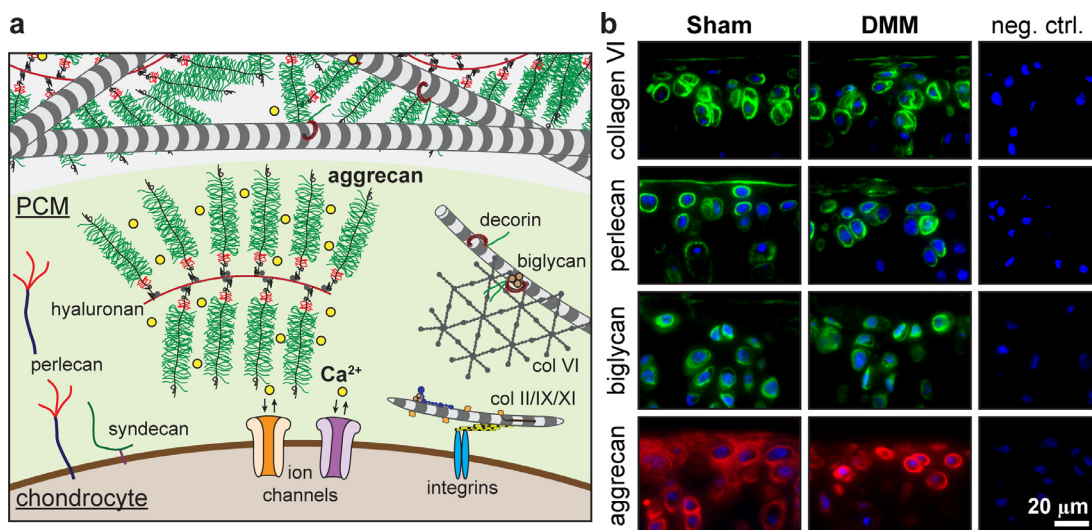 a
aggrecan
PCM
decorin
biglycan
hyaluronan
perlecan
col VI
Ca²⁺
col II/IX/XI
syndecan
ion
channels
integrins
chondrocyte
b
Sham
DMM
neg. ctrl.
collagen VI
perlecan
biglycan
aggrecan
20 μm